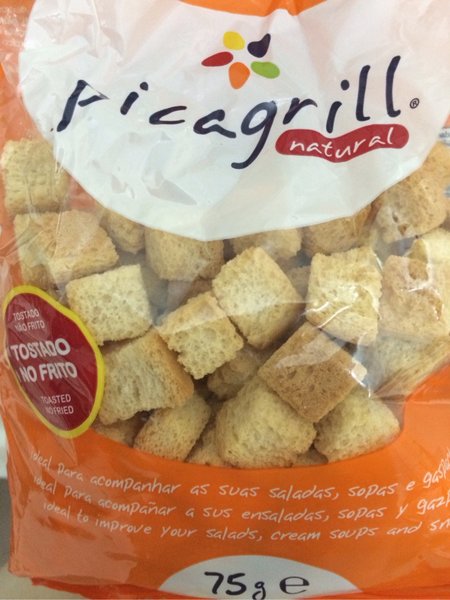 Picagrill®
natural
TOSTADO
NÃO FRITO
TOSTADO
NO FRITO
TOASTED
NO FRIED
ideal para acompanhar as suas saladas, sopas e
ideal para acompañar a sus ensaladas, sopas y
ideal to improve your salads, cream soups and
75g e